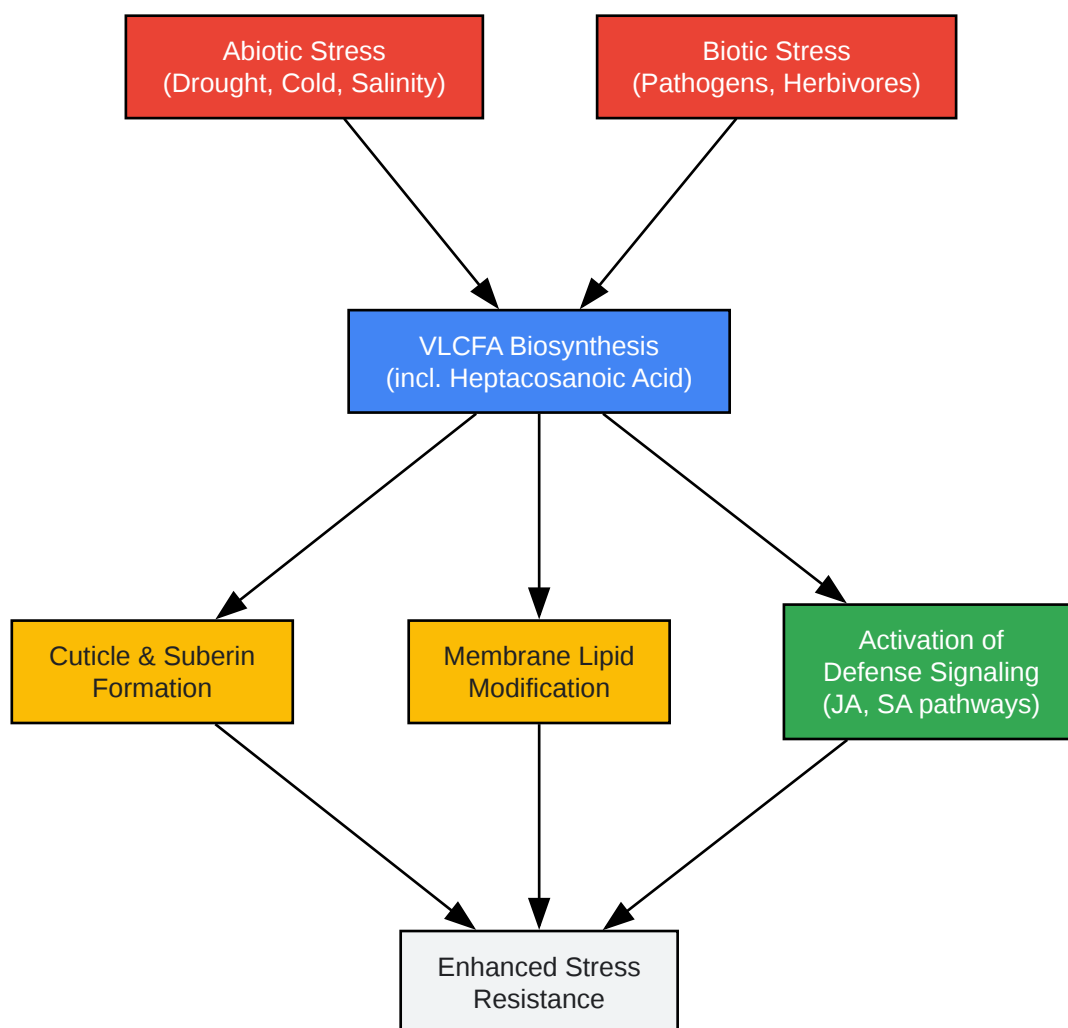 Abiotic Stress
(Drought, Cold, Salinity)
Biotic Stress
(Pathogens, Herbivores)
VLCFA Biosynthesis
(incl. Heptacosanoic Acid)
Cuticle & Suberin
Formation
Membrane Lipid
Modification
Activation of
Defense Signaling
(JA, SA pathways)
Enhanced Stress
Resistance